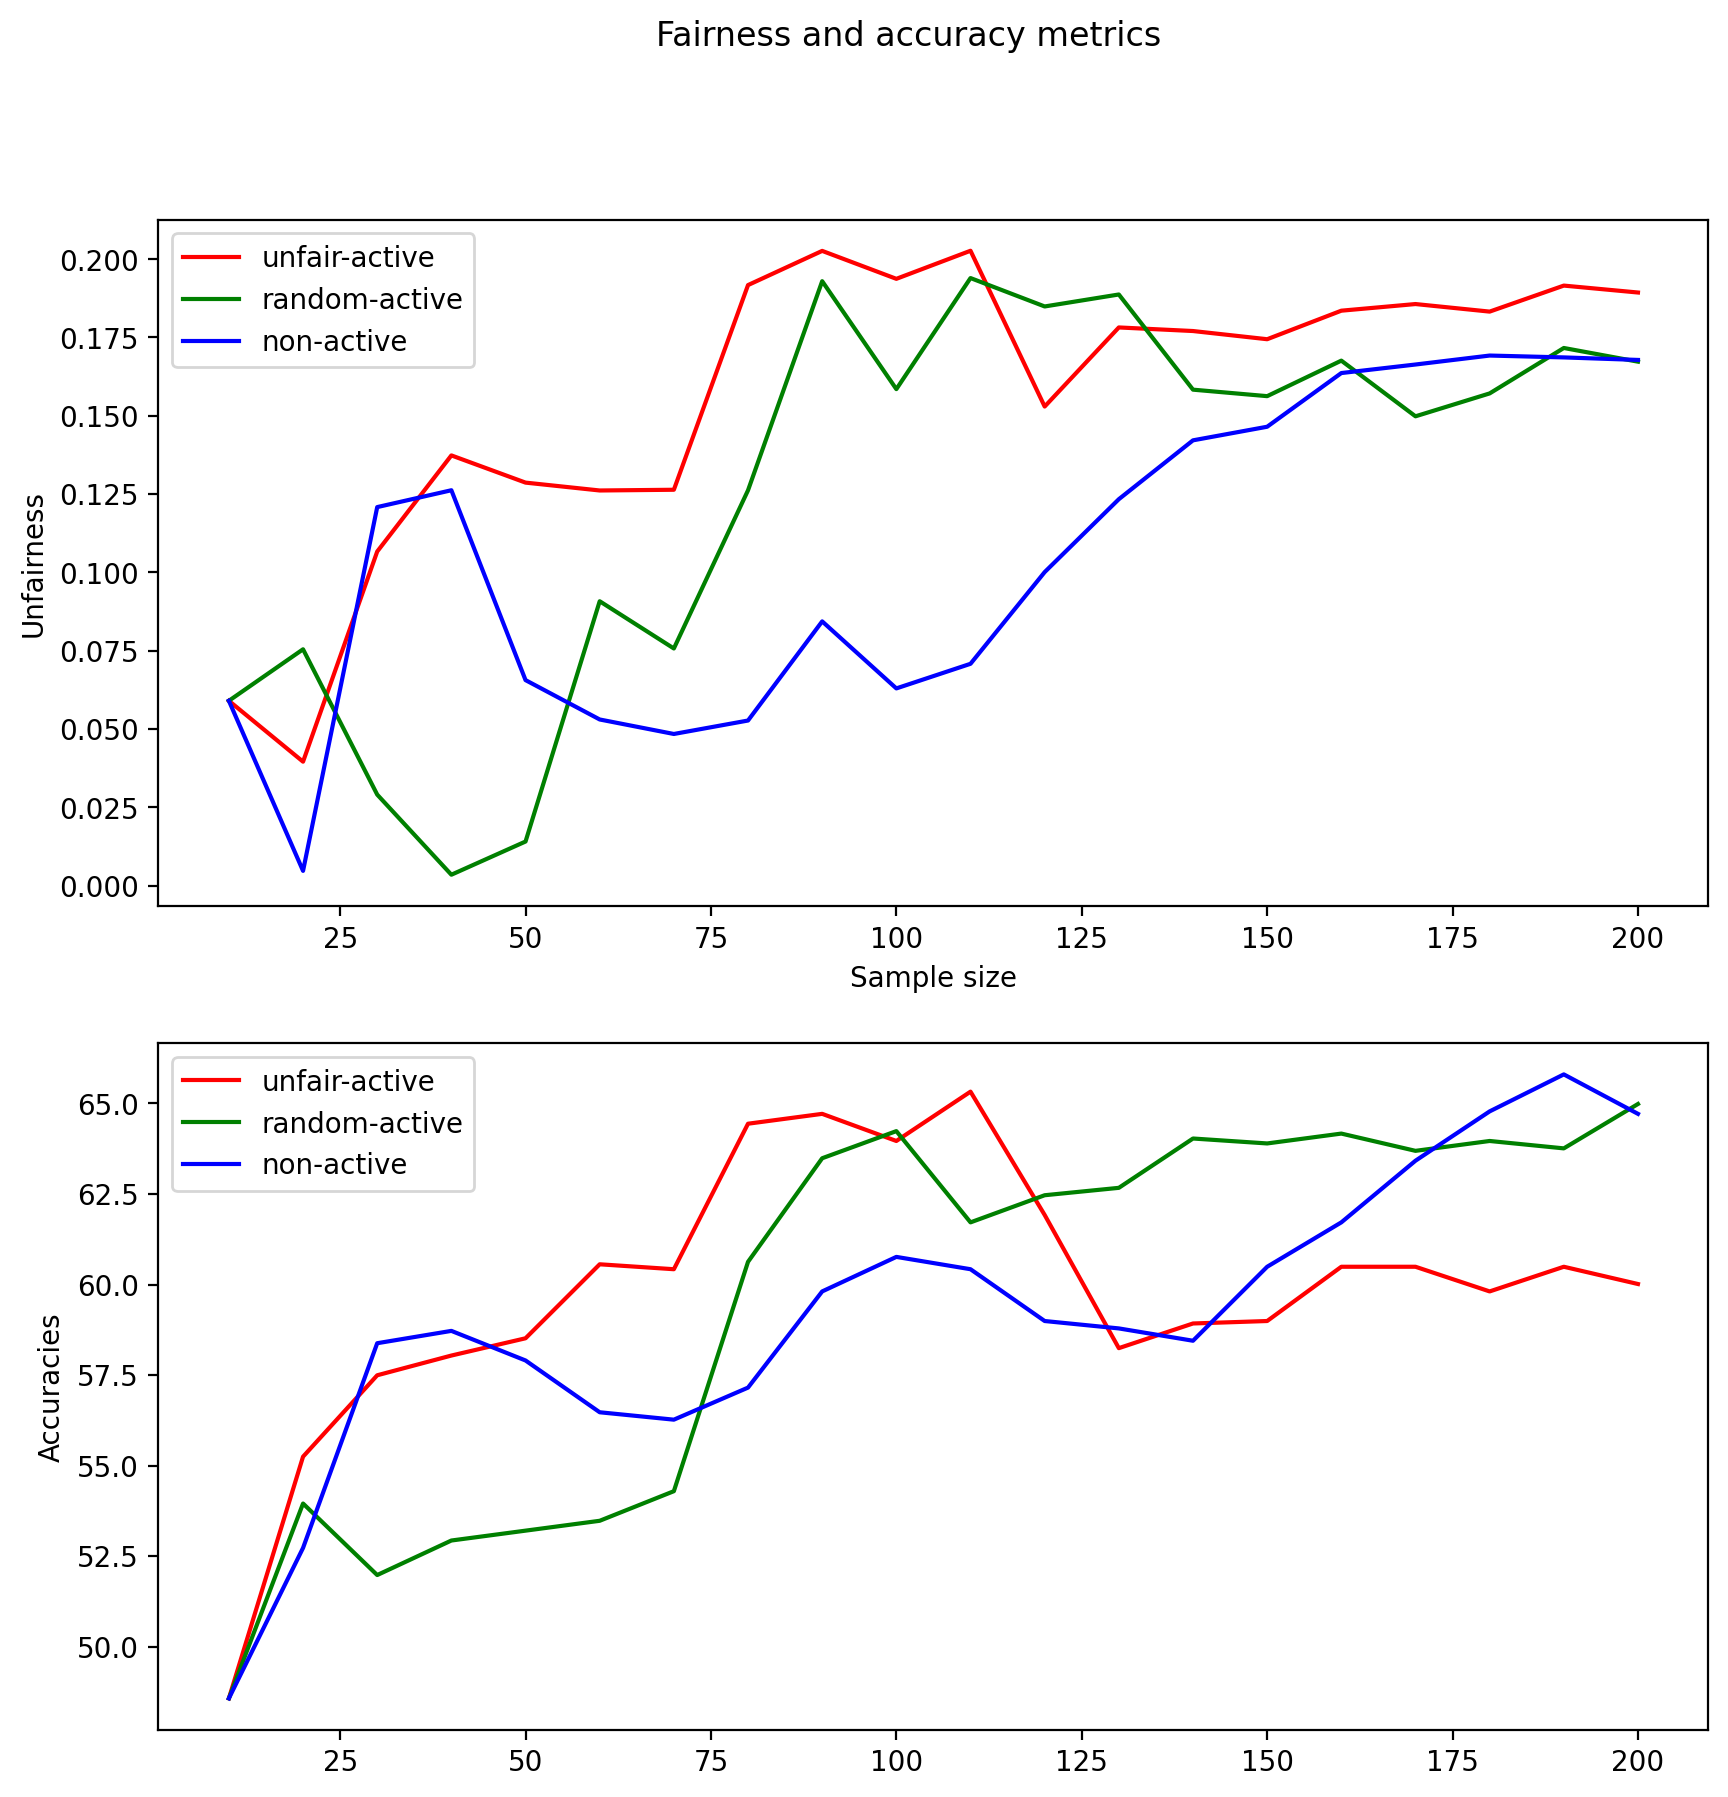 Fairness and accuracy metrics
unfair-active
random-active
non-active
0.200
0.175
0.150
0.125
0.100
0.075
0.050
0.025
0.000
Unfairness
25 50 75 100 125 150 175 200
Sample size
unfair-active
random-active
non-active
65.0
62.5
60.0
57.5
55.0
52.5
50.0
Accuracies
25 50 75 100 125 150 175 200